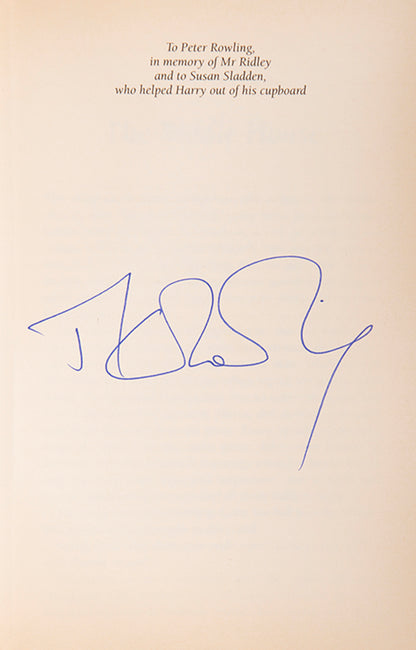 To Peter Rowling,
in memory of Mr Ridley
and to Susan Sladden,
who helped Harry out of his cupboard